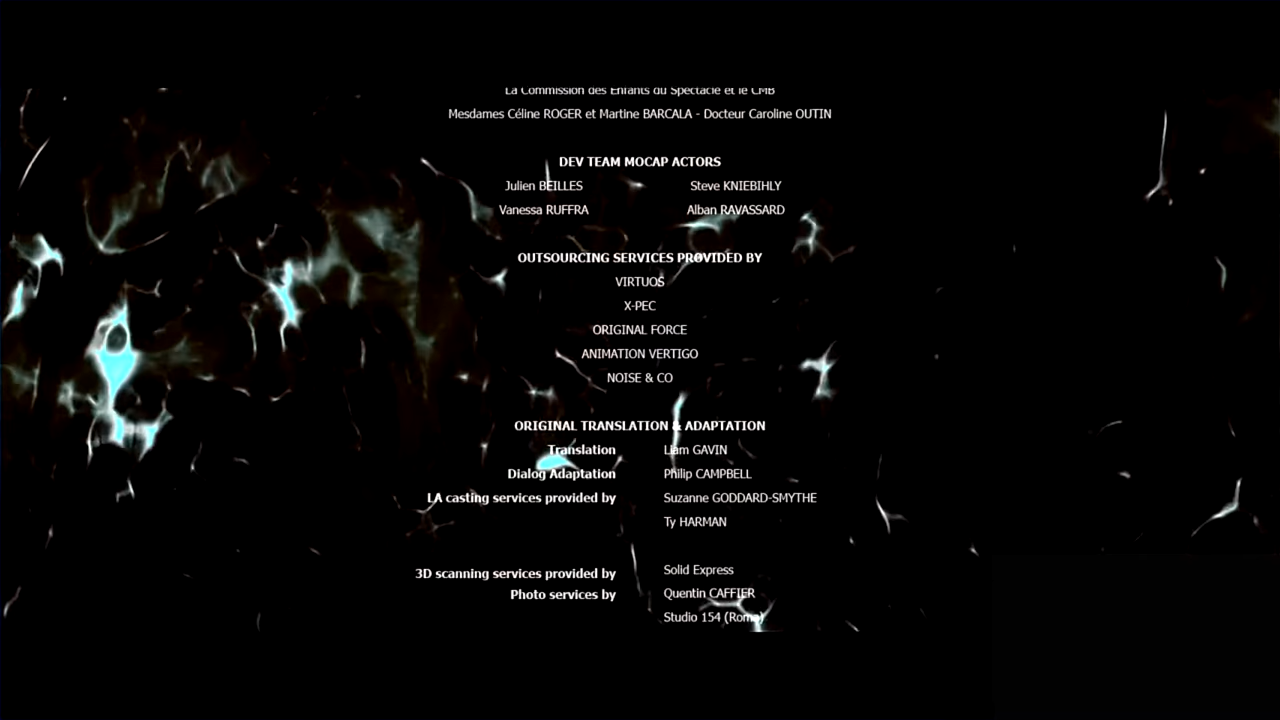 La Commission des Enfants du Spectacle et le CMB
Mesdames Céline ROGER et Martine BARCALA - Docteur Caroline OUTIN
DEV TEAM MOCAP ACTORS
Julien BEILLES Steve KNIEBIHLY
Vanessa RUFFRA Alban RAVASSARD
OUTSOURCING SERVICES PROVIDED BY
VIRTUOS
X-PEC
ORIGINAL FORCE
ANIMATION VERTIGO
NOISE & CO
ORIGINAL TRANSLATION & ADAPTATION
Translation Liam GAVIN
Dialog Adaptation Philip CAMPBELL
LA casting services provided by Suzanne GODDARD-SMYTHE
Ty HARMAN
3D scanning services provided by Solid Express
Photo services by Quentin CAFFIER
Studio 154 (Roma)